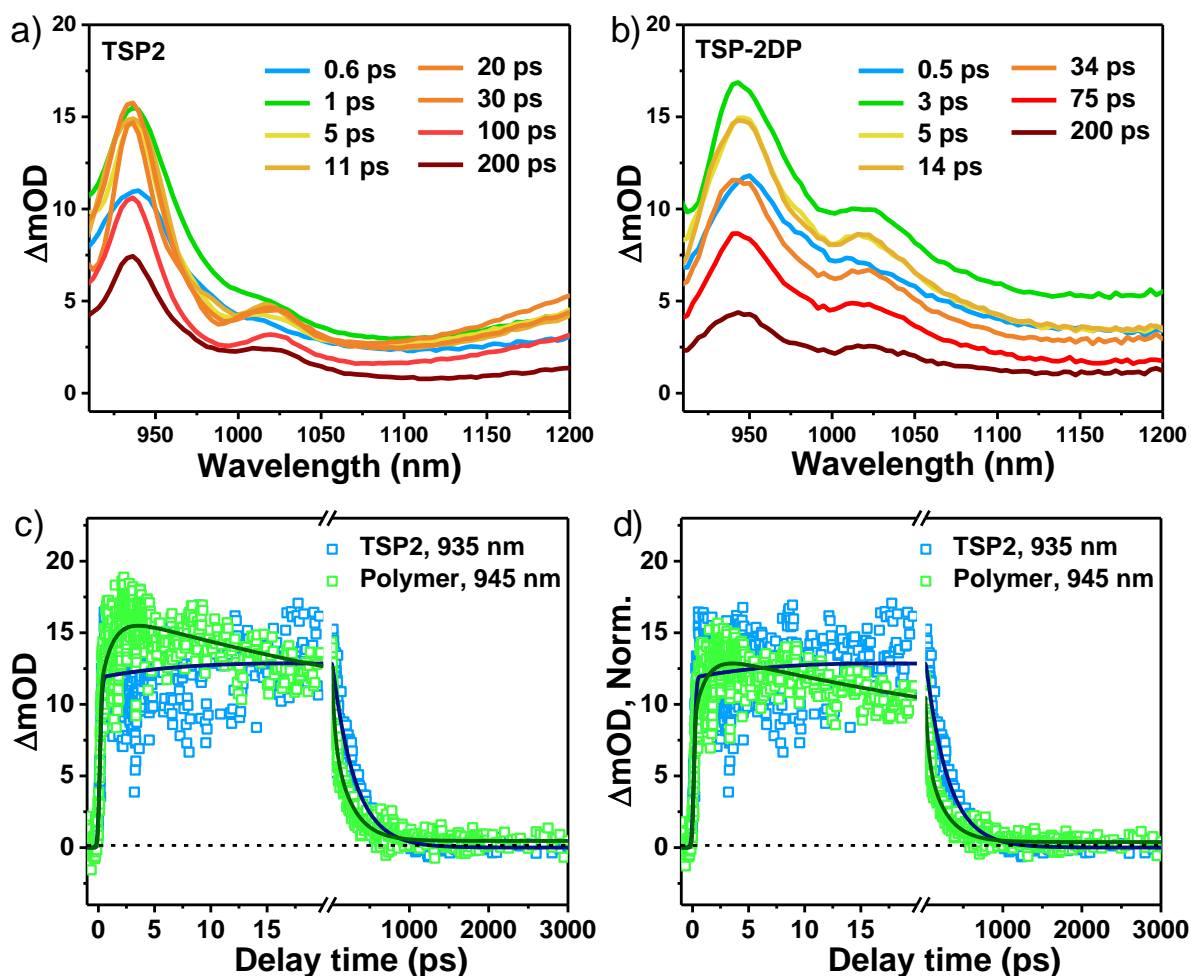 a)
TSP2
0.6 ps
1 ps
5 ps
11 ps
20 ps
30 ps
100 ps
200 ps
20
15
10
5
0
ΔmOD
950 1000 1050 1100 1150 1200
Wavelength (nm)
b)
TSP-2DP
0.5 ps
3 ps
5 ps
14 ps
34 ps
75 ps
200 ps
20
15
10
5
0
ΔmOD
950 1000 1050 1100 1150 1200
Wavelength (nm)
c)
TSP2, 935 nm
Polymer, 945 nm
20
15
10
5
0
ΔmOD
0 5 10 15 1000 2000 3000
Delay time (ps)
d)
TSP2, 935 nm
Polymer, 945 nm
20
15
10
5
0
ΔmOD, Norm.
0 5 10 15 1000 2000 3000
Delay time (ps)